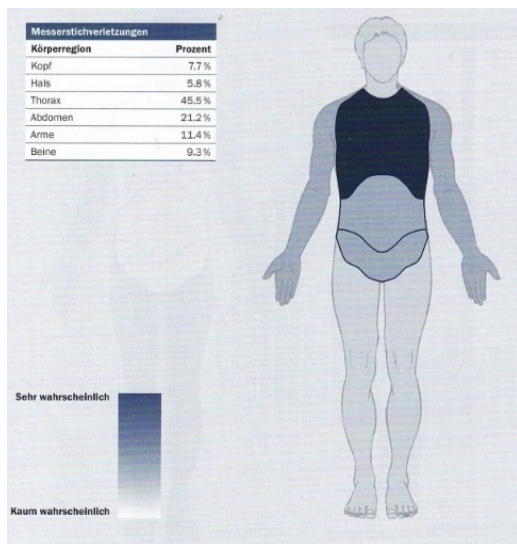 Messerstichverletzungen
Körperregion Prozent
Kopf 7.7 %
Hals 5.8 %
Thorax 45.5 %
Abdomen 21.2 %
Arme 11.4 %
Beine 9.3 %
Sehr wahrscheinlich
Kaum wahrscheinlich